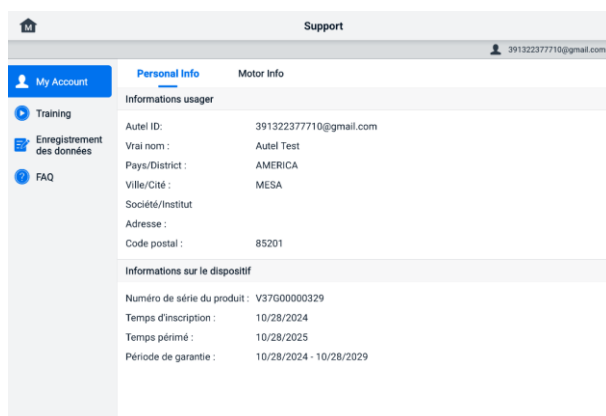 M
Support
391322377710@gmail.com
My Account
Training
Enregistrement
des données
FAQ
Personal Info Motor Info
Informations usager
Autel ID: 391322377710@gmail.com
Vrai nom : Autel Test
Pays/District : AMERICA
Ville/Cité : MESA
Société/Institut
Adresse :
Code postal : 85201
Informations sur le dispositif
Numéro de série du produit : V37G00000329
Temps d'inscription : 10/28/2024
Temps périmé : 10/28/2025
Période de garantie : 10/28/2024 - 10/28/2029